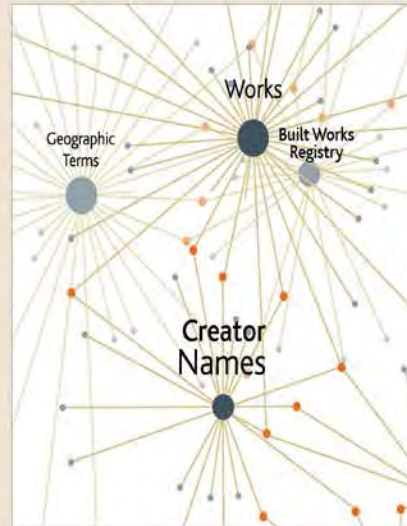 Works
Geographic
Terms
Built Works
Registry
Creator
Names